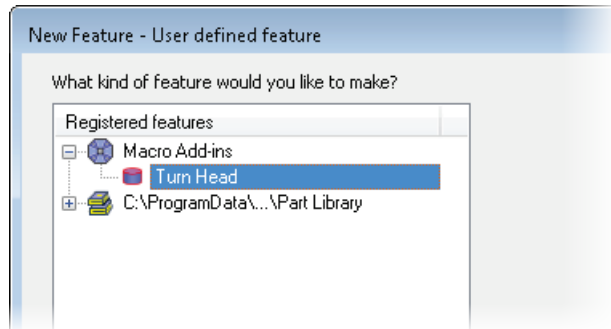 New Feature - User defined feature
What kind of feature would you like to make?
Registered features
Macro Add-ins
Turn Head
C:\ProgramData\...\Part Library